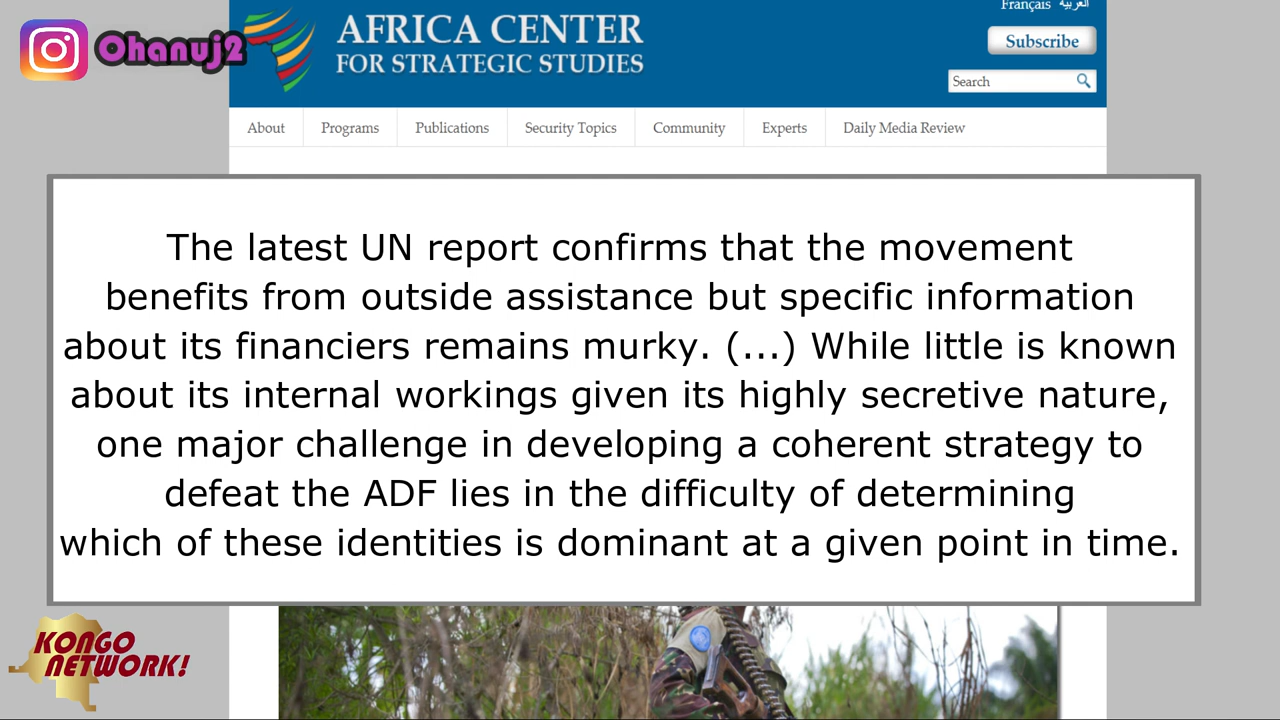 Ohanuj2
AFRICA CENTER
FOR STRATEGIC STUDIES
Français العربية
Subscribe
Search
About Programs Publications Security Topics Community Experts Daily Media Review
The latest UN report confirms that the movement
benefits from outside assistance but specific information
about its financiers remains murky. (...) While little is known
about its internal workings given its highly secretive nature,
one major challenge in developing a coherent strategy to
defeat the ADF lies in the difficulty of determining
which of these identities is dominant at a given point in time.
KONGO
NETWORK!